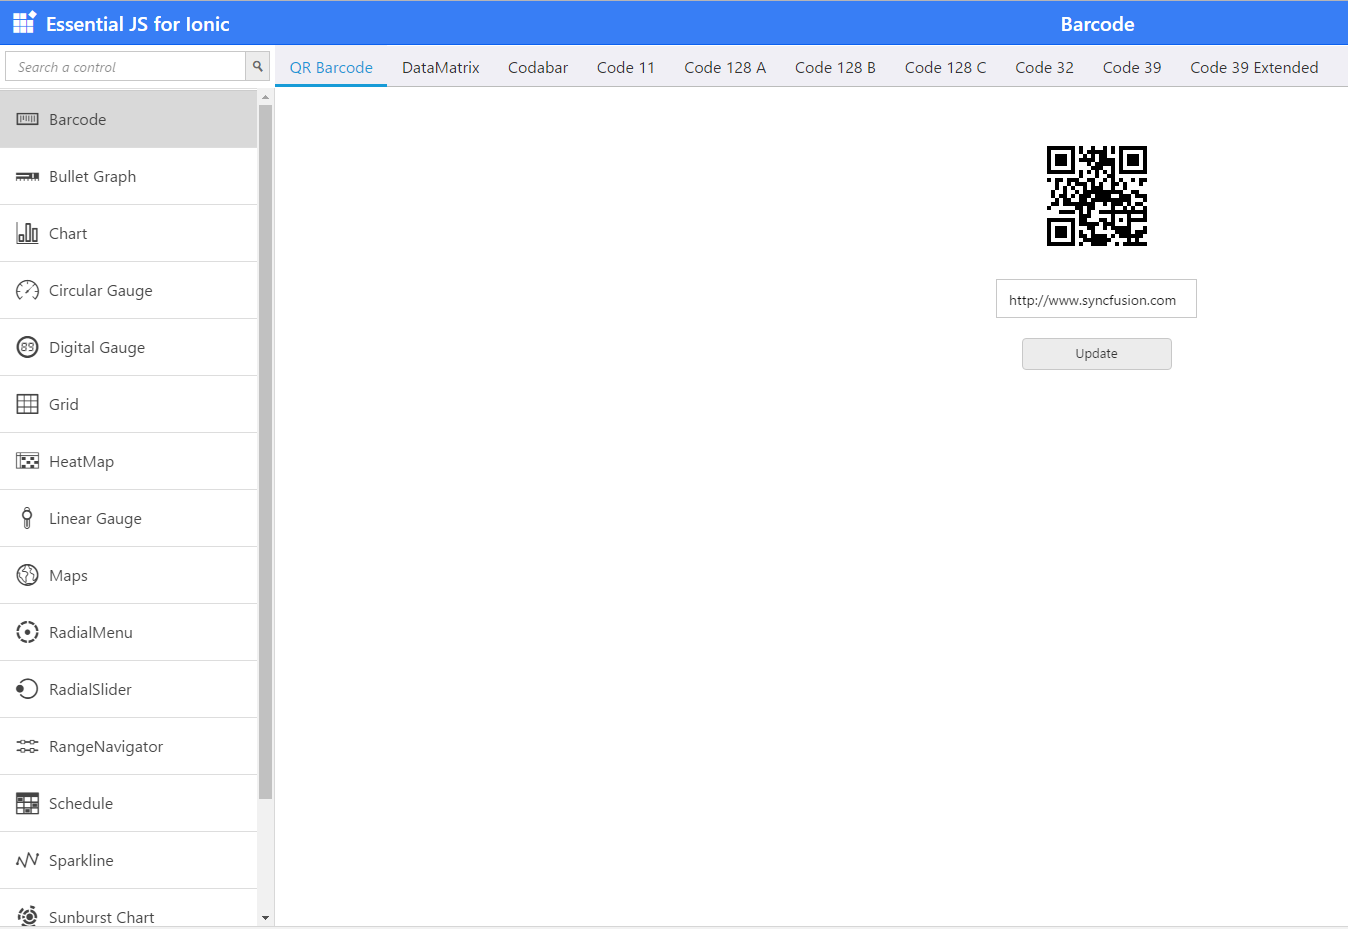 Essential JS for Ionic
Barcode
Search a control
QR Barcode DataMatrix Codabar Code 11 Code 128 A Code 128 B Code 128 C Code 32 Code 39 Code 39 Extended
Barcode
Bullet Graph
Chart
Circular Gauge
89
Digital Gauge
Grid
HeatMap
Linear Gauge
Maps
RadialMenu
RadialSlider
RangeNavigator
Schedule
Sparkline
Sunburst Chart
http://www.syncfusion.com
Update